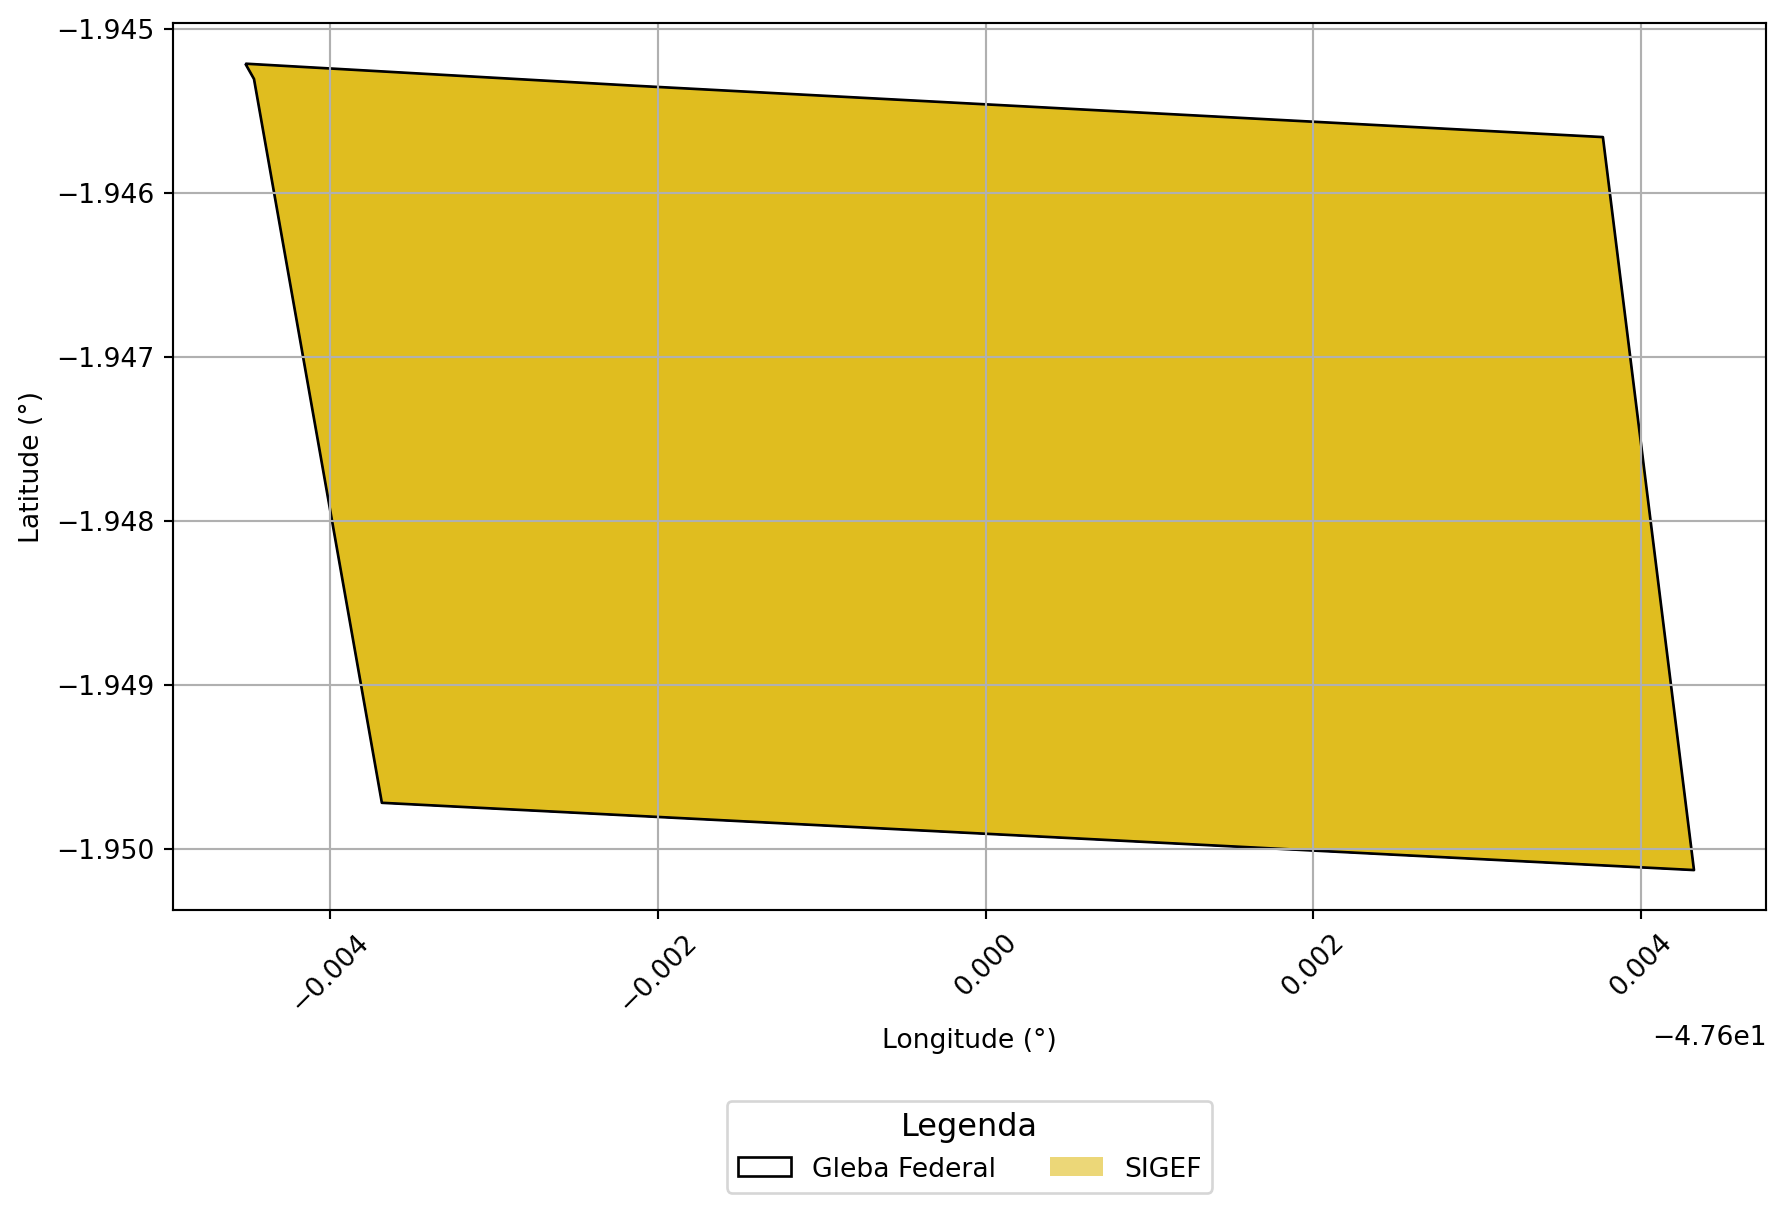 −1.945
−1.946
−1.947
−1.948
−1.949
−1.950
Latitude (°)
−0.004 −0.002 0.000 0.002 0.004
Longitude (°)
−4.76e1
Legenda
Gleba Federal SIGEF